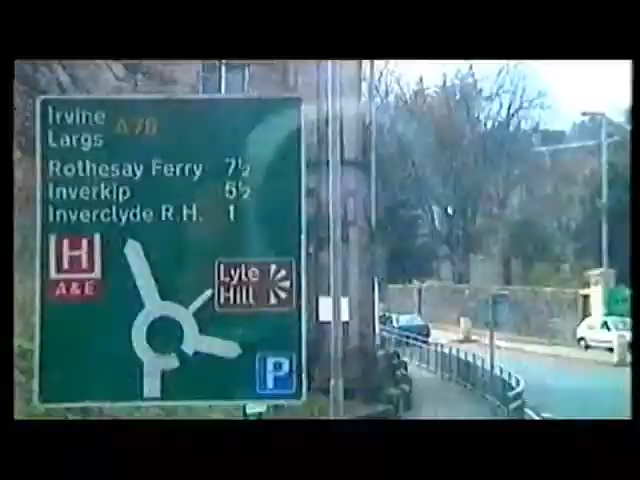 Irvine
Largs A78
Rothesay Ferry 7½
Inverkip 5½
Inverclyde R.H. 1
H
A&E
Lyle
Hill
P